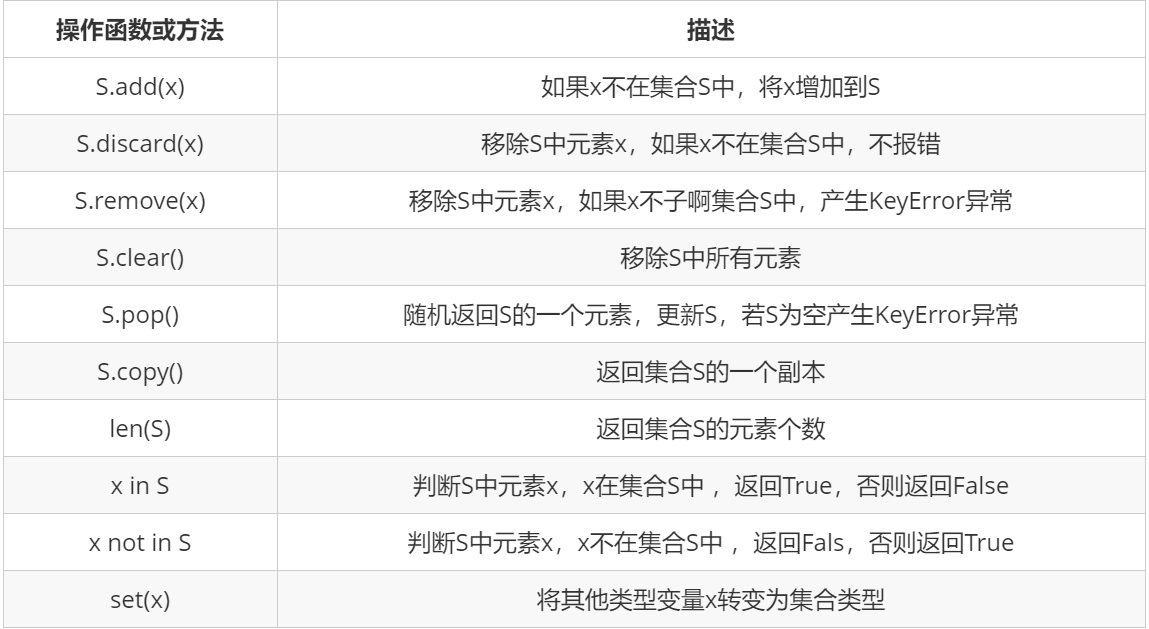 操作函数或方法 描述
S.add(x) 如果x不在集合S中，将x增加到S
S.discard(x) 移除S中元素x，如果x不在集合S中，不报错
S.remove(x) 移除S中元素x，如果x不子啊集合S中，产生KeyError异常
S.clear() 移除S中所有元素
S.pop() 随机返回S的一个元素，更新S，若S为空产生KeyError异常
S.copy() 返回集合S的一个副本
len(S) 返回集合S的元素个数
x in S 判断S中元素x，x在集合S中 ，返回True，否则返回False
x not in S 判断S中元素x，x不在集合S中 ，返回Fals，否则返回True
set(x) 将其他类型变量x转变为集合类型